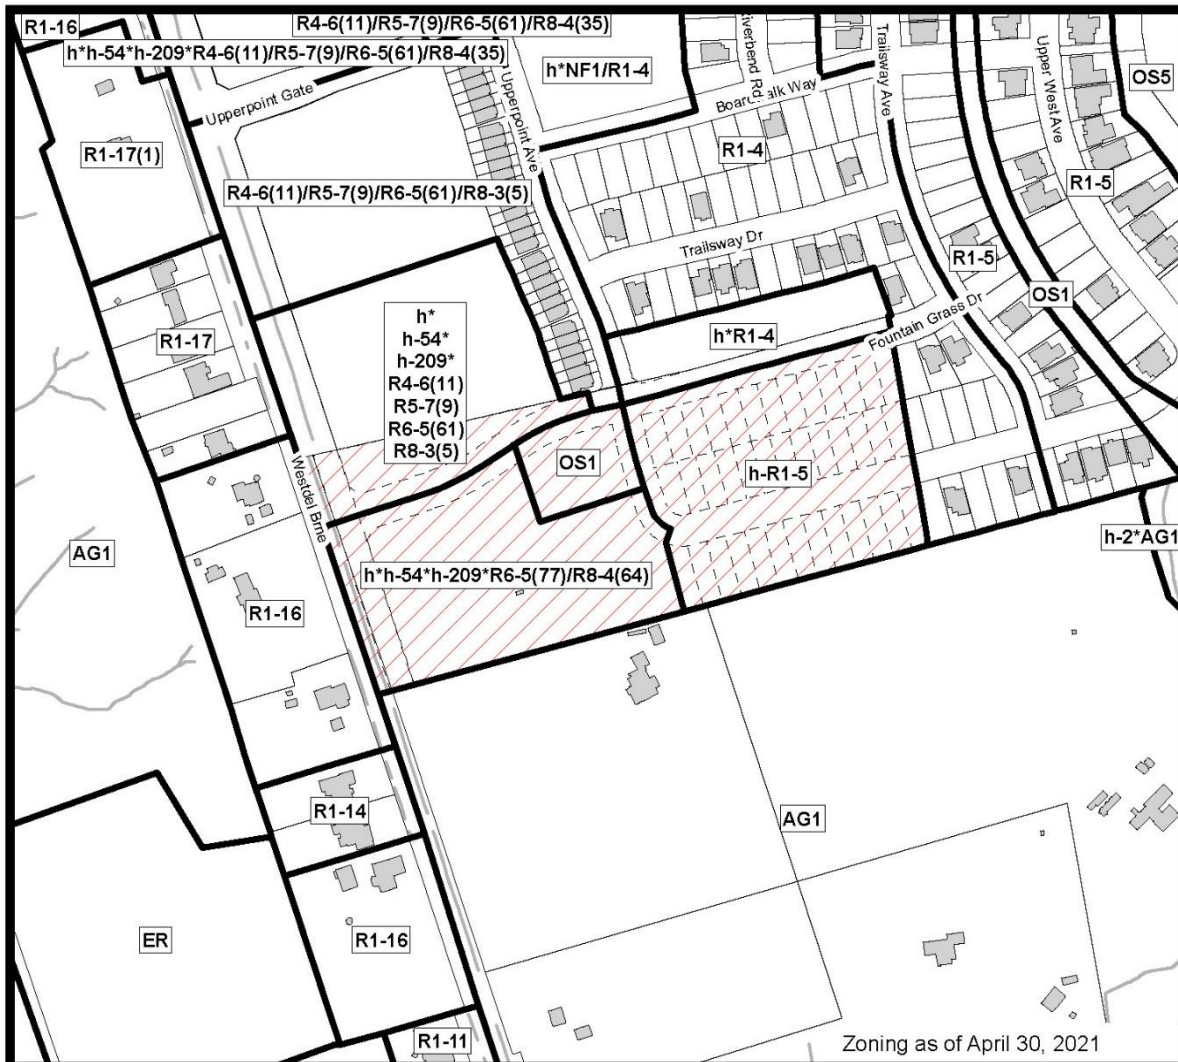 R1-16
R4-6(11)/R5-7(9)/R6-5(61)/R8-4(35)
h*h-54*h-209*R4-6(11)/R5-7(9)/R6-5(61)/R8-4(35)
h*NF1/R1-4
Riverbend Rd
Trailsway Ave
Upper West Ave
OS5
Upperpoint Gate
Upperpoint Ave
Boardwalk Way
R1-17(1)
R1-4
R1-5
R4-6(11)/R5-7(9)/R6-5(61)/R8-3(5)
Trailsway Dr
R1-5
OS1
R1-17
h*
h-54*
h-209*
R4-6(11)
R5-7(9)
R6-5(61)
R8-3(5)
h*R1-4
Fountain Grass Dr
OS1
h-R1-5
Westdel Brne
AG1
h-2*AG1
h*h-54*h-209*R6-5(77)/R8-4(64)
R1-16
R1-14
AG1
ER
R1-16
R1-11
Zoning as of April 30, 2021